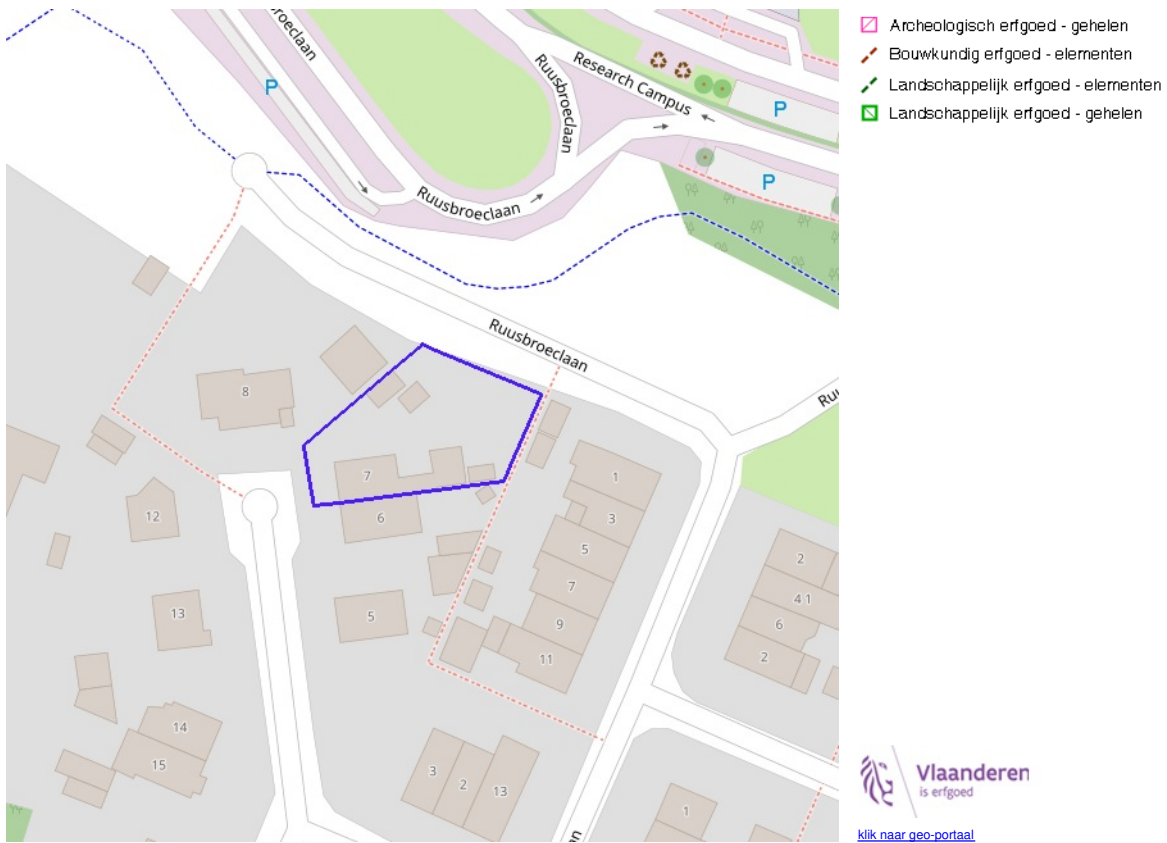 Ruusbroeclaan
P
Ruusbroeclaan
Research Campus
P
P
Ruusbroeclaan
Ruusbroeclaan
Ru
8
7
6
12
13
5
14
15
1
3
5
7
9
11
2
4 1
6
2
3
2
13
1
en
Archeologisch erfgoed - gehelen
Bouwkundig erfgoed - elementen
Landschappelijk erfgoed - elementen
Landschappelijk erfgoed - gehelen
Vlaanderen
is erfgoed
klik naar geo-portaal